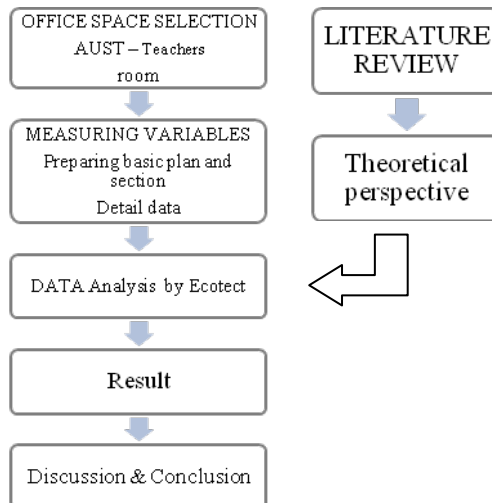 OFFICE SPACE SELECTION
AUST – Teachers
room
MEASURING VARIABLES
Preparing basic plan and
section
Detail data
DATA Analysis by Ecotect
Result
Discussion & Conclusion
LITERATURE
REVIEW
Theoretical
perspective